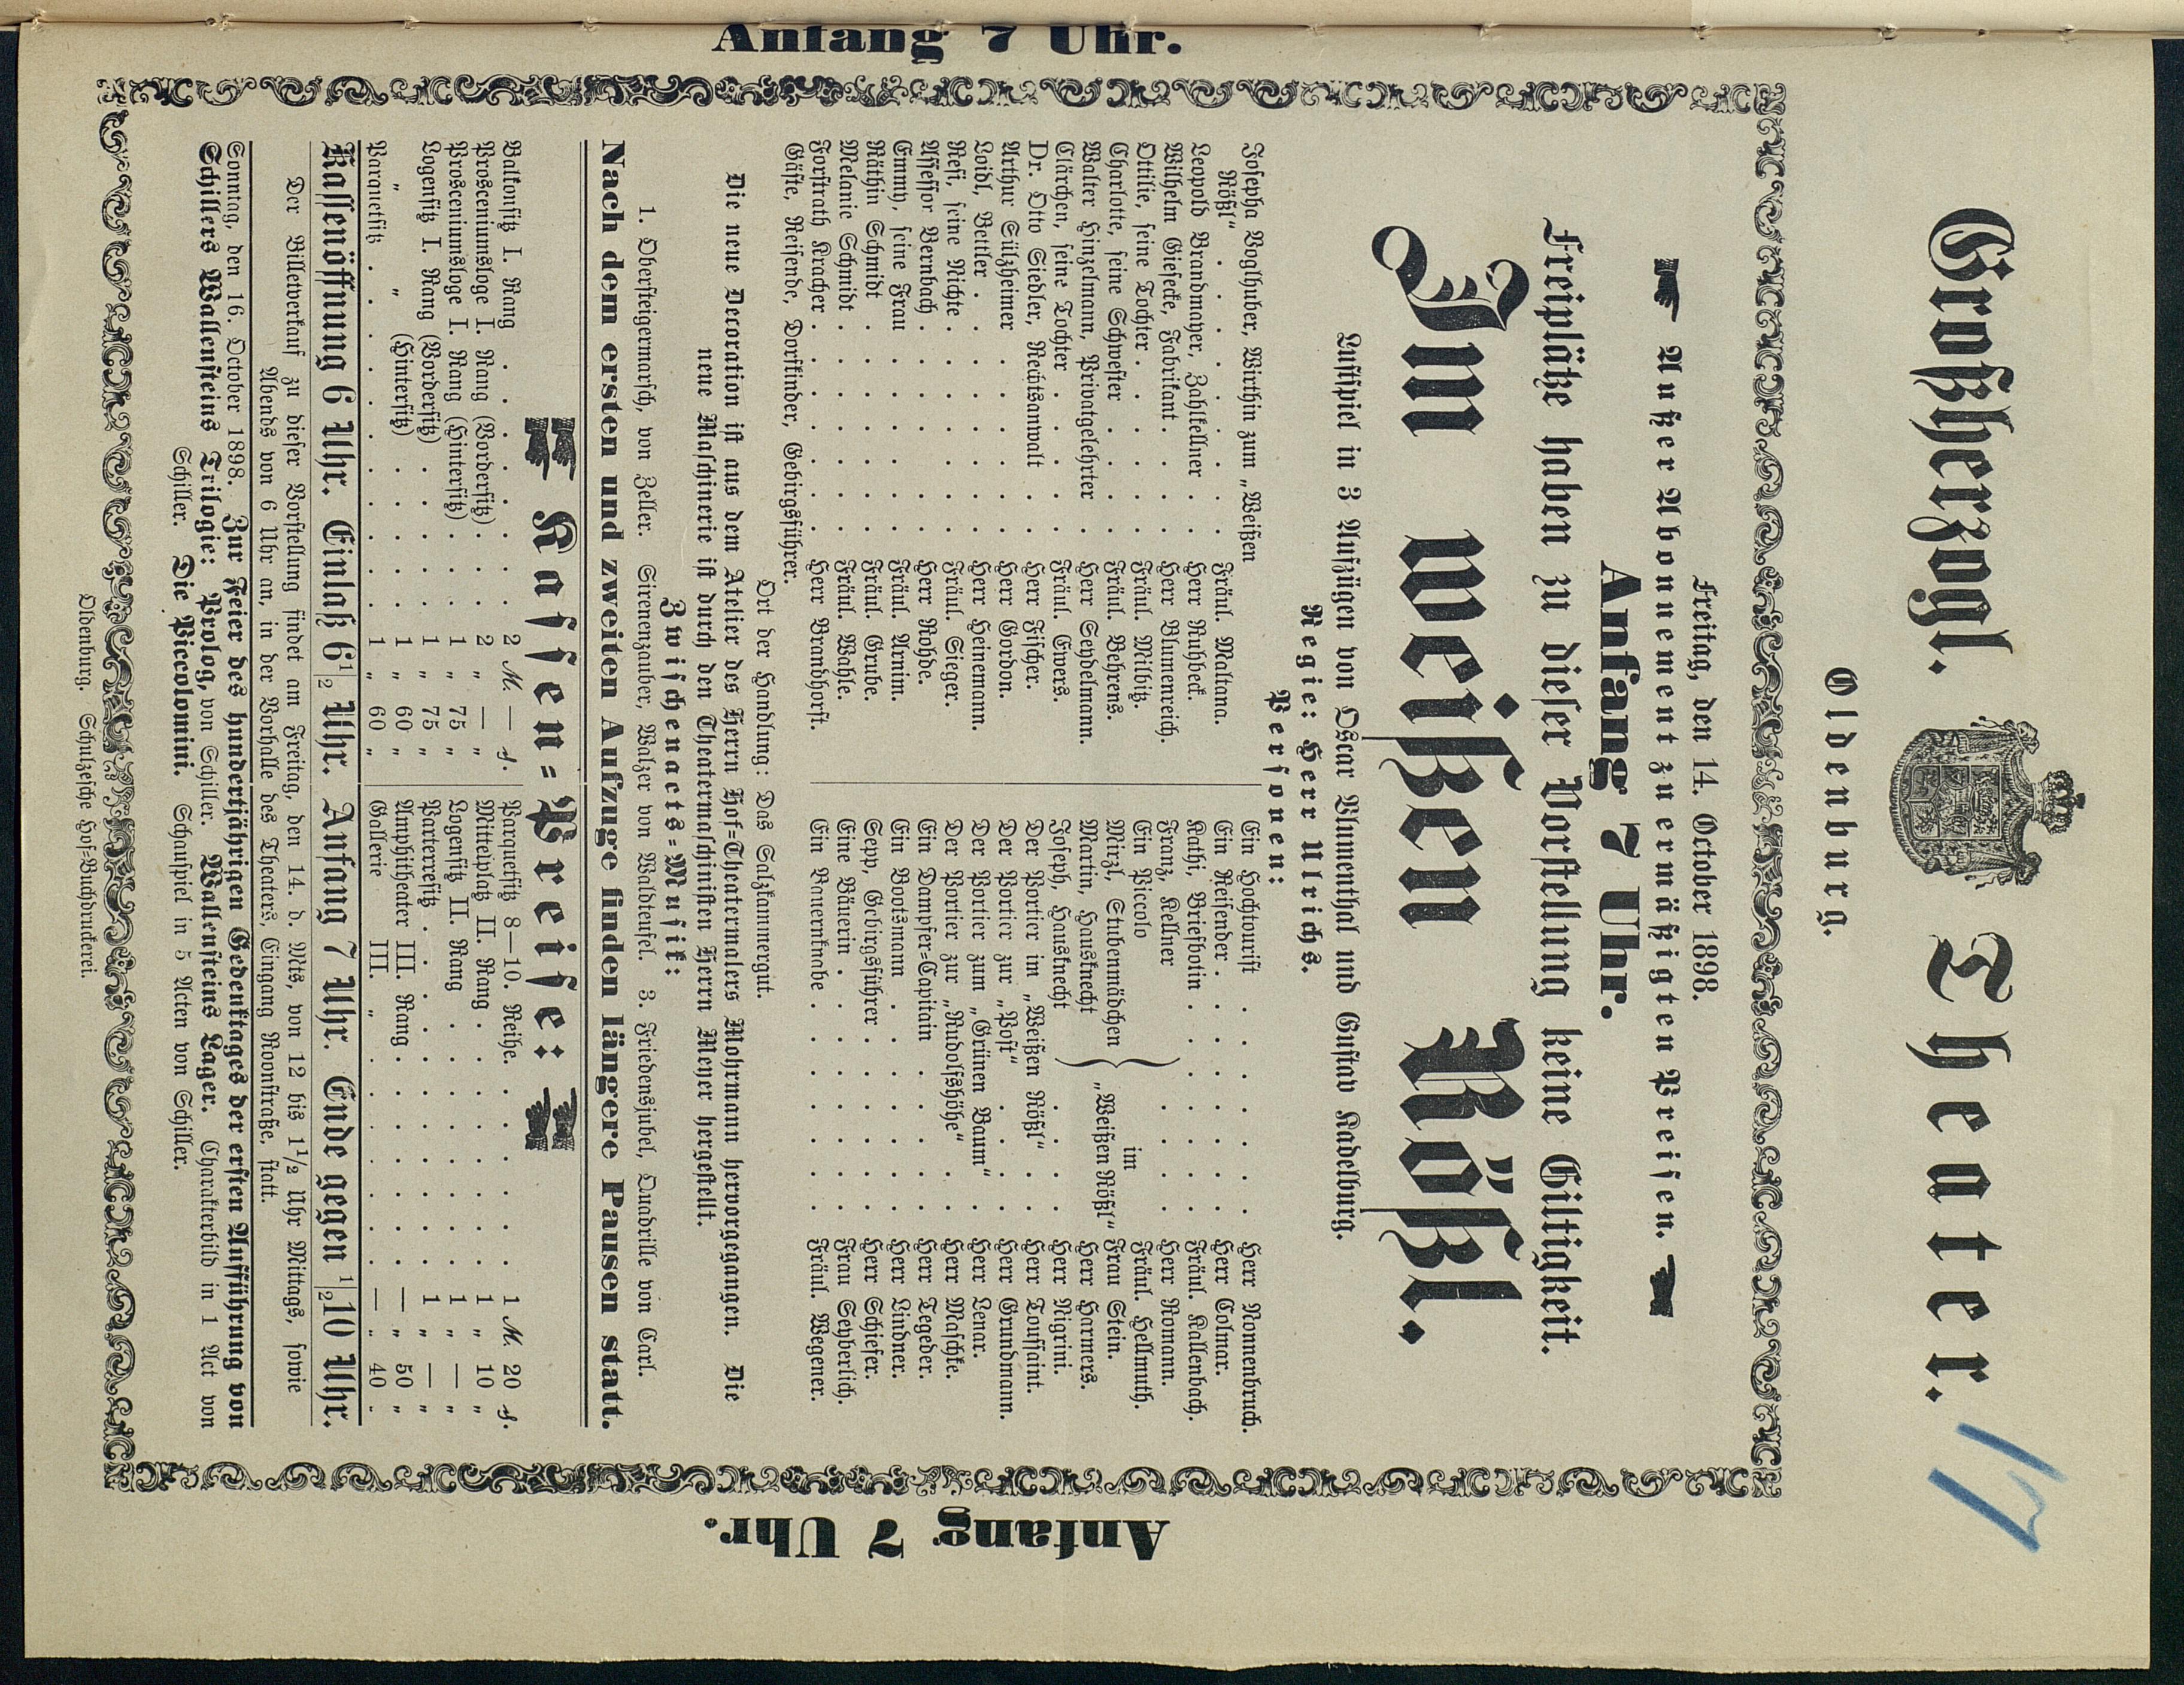 17
Großherzogl. Theater.
Oldenburg.
Freitag, den 14. October 1898.
Außer Abonnement zu ermäßigten Preisen.
Anfang 7 Uhr.
Freiplätze haben zu dieser Vorstellung keine Giltigkeit.
Im weißen Rößl.
Lustspiel in 3 Aufzügen von Oscar Blumenthal und Gustav Kadelburg.
Regie: Herr Ulrichs.
Personen:
Josepha Voglhuber, Wirthin zum „Weißen
Rößl“ . . . . . . . . . Fräul. Maltana.
Leopold Brandmayer, Zahlkellner . . Herr Ruhbeck.
Wilhelm Giesecke, Fabrikant . . . . Herr Blumenreich.
Ottilie, seine Tochter . . . . . . Fräul. Milbitz.
Charlotte, seine Schwester . . . . Fräul. Behrens.
Walter Hinzelmann, Privatgelehrter . Herr Seydelmann.
Clärchen, seine Tochter . . . . . Fräul. Ewers.
Dr. Otto Siedler, Rechtsanwalt . . Herr Fischer.
Arthur Sülzheimer . . . . . . Herr Gordon.
Loidl, Bettler . . . . . . . . Herr Heinemann.
Resi, seine Nichte . . . . . . . Fräul. Sieger.
Assessor Bernbach . . . . . . . Herr Rohde.
Emmy, seine Frau . . . . . . Fräul. Arnim.
Räthin Schmidt . . . . . . . Fräul. Grube.
Melanie Schmidt . . . . . . . Fräul. Wahle.
Forstrath Kracher . . . . . . . Herr Brandhorst.
Gäste, Reisende, Dorfkinder, Gebirgsführer.
Ein Hochtourist . . . . . . . Herr Nonnenbruch.
Ein Reisender . . . . . . . . Herr Colmar.
Kathi, Briefbotin . . . . . . . Fräul. Kallenbach.
Franz, Kellner . . . . . Herr Romann.
Ein Piccolo Fräul. Hellmuth.
Mirzl, Stubenmädchen im Frau Stein.
Martin, Hausknecht „Weißen Rößl“ Herr Harmers.
Joseph, Hausknecht . . . . Herr Nigrini.
Der Portier im „Weißen Rößl“ . . Herr Toussaint.
Der Portier zur „Post“ . . . . Herr Grundmann.
Der Portier zum „Grünen Baum“ . Herr Lenar.
Der Portier zur „Rudolfshöhe“ . . Herr Maschke.
Ein Dampfer-Capitain . . . . . Herr Tegeder.
Ein Bootsmann . . . . . . . Herr Lindner.
Sepp, Gebirgsführer . . . . . Herr Schiefer.
Eine Bäuerin . . . . . . . . Frau Seyberlich.
Ein Bauernknabe . . . . . . . Fräul. Wegener.
Ort der Handlung: Das Salzkammergut.
Die neue Decoration ist aus dem Atelier des Herrn Hof-Theatermalers Mohrmann hervorgegangen. Die
neue Maschinerie ist durch den Theatermaschinisten Herrn Meyer hergestellt.
Zwischenacts-Musik:
1. Obersteigermarsch, von Zeller. Sirenenzauber, Walzer von Waldteufel. 3. Friedensjubel, Quadrille von Carl.
Nach dem ersten und zweiten Aufzuge finden längere Pausen statt.
Kassen-Preise:
Balkonsitz I. Rang . . . . . . . 2 M. — ₰.
Prosceniumsloge I. Rang (Vordersitz) . . . 2 „ — „
Prosceniumsloge I. Rang (Hintersitz) . . . 1 „ 75 „
Logensitz I. Rang (Vordersitz) . . . . . 1 „ 75 „
„ „ (Hintersitz) . . . . . 1 „ 60 „
Parquetsitz . . . . . . . . . . 1 „ 60 „
Parquetsitz 8—10. Reihe. . . . . . . 1 M. 20 ₰.
Mittelplatz II. Rang . . . . . . . 1 „ 10 „
Logensitz II. Rang . . . . . . . 1 „ — „
Parterresitz . . . . . . . . . . 1 „ — „
Amphitheater III. Rang . . . . . . . — „ 50 „
Gallerie III. „ . . . . . . . — „ 40 .
Kassenöffnung 6 Uhr. Einlaß 6½ Uhr. Anfang 7 Uhr. Ende gegen ½10 Uhr.
Der Billetverkauf zu dieser Vorstellung findet am Freitag, den 14. d. Mts, von 12 bis 1½ Uhr Mittags, sowie
Abends von 6 Uhr an, in der Vorhalle des Theaters, Eingang Roonstraße, statt.
Sonntag, den 16. October 1898. Zur Feier des hundertjährigen Gedenktages der ersten Aufführung von
Schillers Wallensteins Trilogie: Prolog, von Schiller. Wallensteins Lager. Charakterbild in 1 Act von
Schiller. Die Piccolomini. Schauspiel in 5 Acten von Schiller.
Oldenburg. Schulzesche Hof-Buchdruckerei.
Anfang 7 Uhr.
Anfang 7 Uhr.